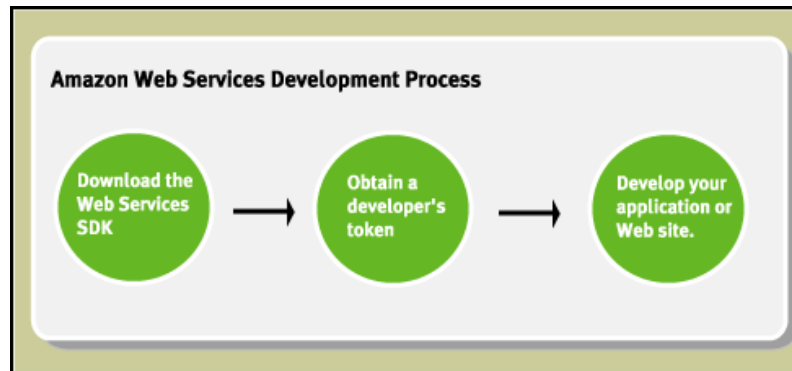 Amazon Web Services Development Process
Download the
Web Services
SDK
Obtain a
developer's
token
Develop your
application or
Web site.